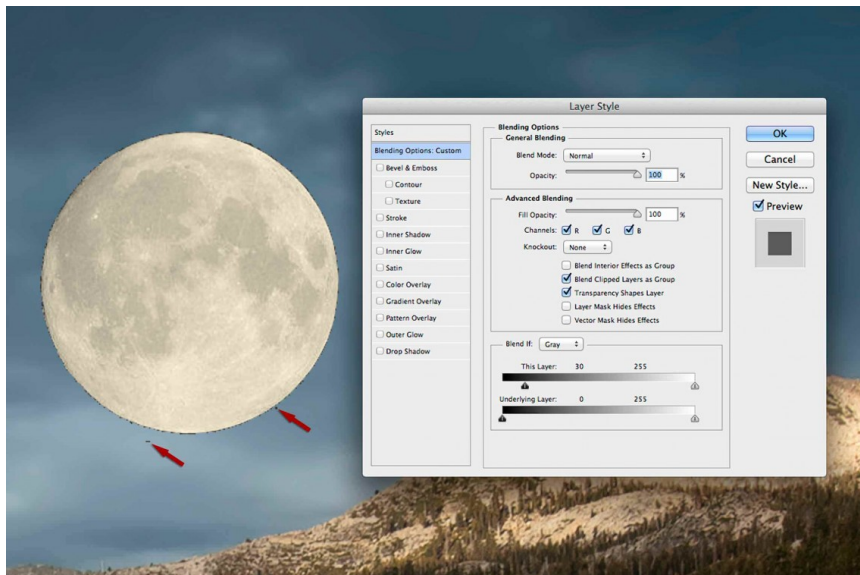 Layer Style
Styles
Blending Options: Custom
Bevel & Emboss
Contour
Texture
Stroke
Inner Shadow
Inner Glow
Satin
Color Overlay
Gradient Overlay
Pattern Overlay
Outer Glow
Drop Shadow
Blending Options
General Blending
Blend Mode: Normal
Opacity: 100 %
Advanced Blending
Fill Opacity: 100 %
Channels: R G B
Knockout: None
Blend Interior Effects as Group
Blend Clipped Layers as Group
Transparency Shapes Layer
Layer Mask Hides Effects
Vector Mask Hides Effects
Blend If: Gray
This Layer: 30 255
Underlying Layer: 0 255
OK
Cancel
New Style...
Preview